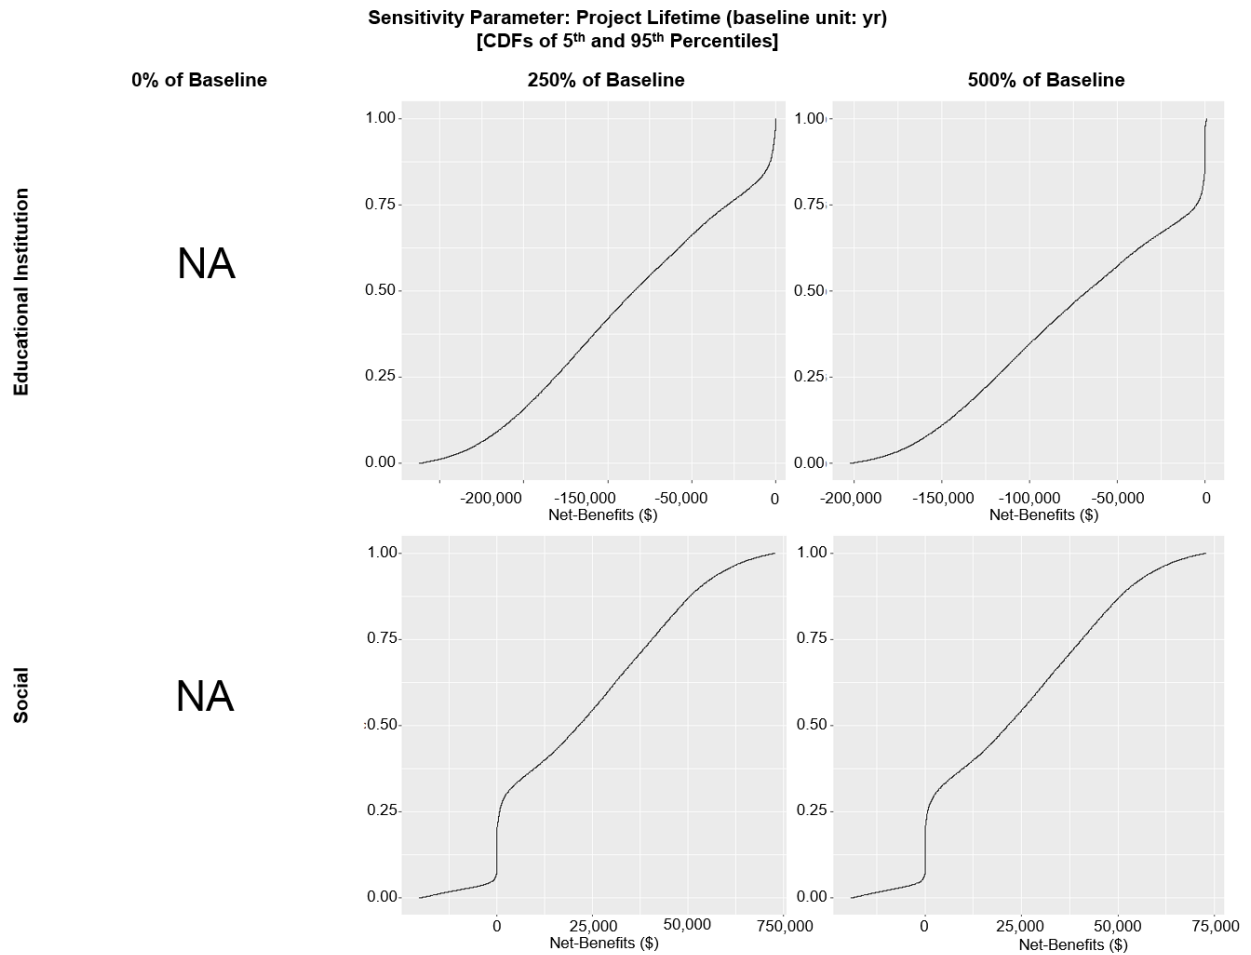 Sensitivity Parameter: Project Lifetime (baseline unit: yr)
[CDFs of 5th and 95th Percentiles]
0% of Baseline
250% of Baseline
500% of Baseline
Educational Institution
NA
1.00
0.75
0.50
0.25
0.00
-200,000
-150,000
-50,000
0
Net-Benefits ($)
1.00
0.75
0.50
0.25
0.00
-200,000
-150,000
-100,000
-50,000
0
Net-Benefits ($)
Social
NA
1.00
0.75
0.50
0.25
0.00
0
25,000
50,000
750,000
Net-Benefits ($)
1.00
0.75
0.50
0.25
0.00
0
25,000
50,000
75,000
Net-Benefits ($)